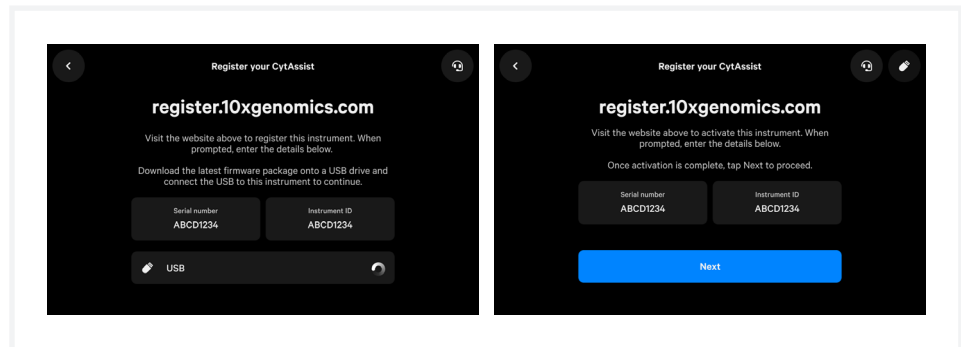 Register your CytAssist
register.10xgenomics.com
Visit the website above to register this instrument. When
prompted, enter the details below.
Download the latest firmware package onto a USB drive and
connect the USB to this instrument to continue.
Serial number
ABCD1234
Instrument ID
ABCD1234
USB
Register your CytAssist
register.10xgenomics.com
Visit the website above to activate this instrument. When
prompted, enter the details below.
Once activation is complete, tap Next to proceed.
Serial number
ABCD1234
Instrument ID
ABCD1234
Next